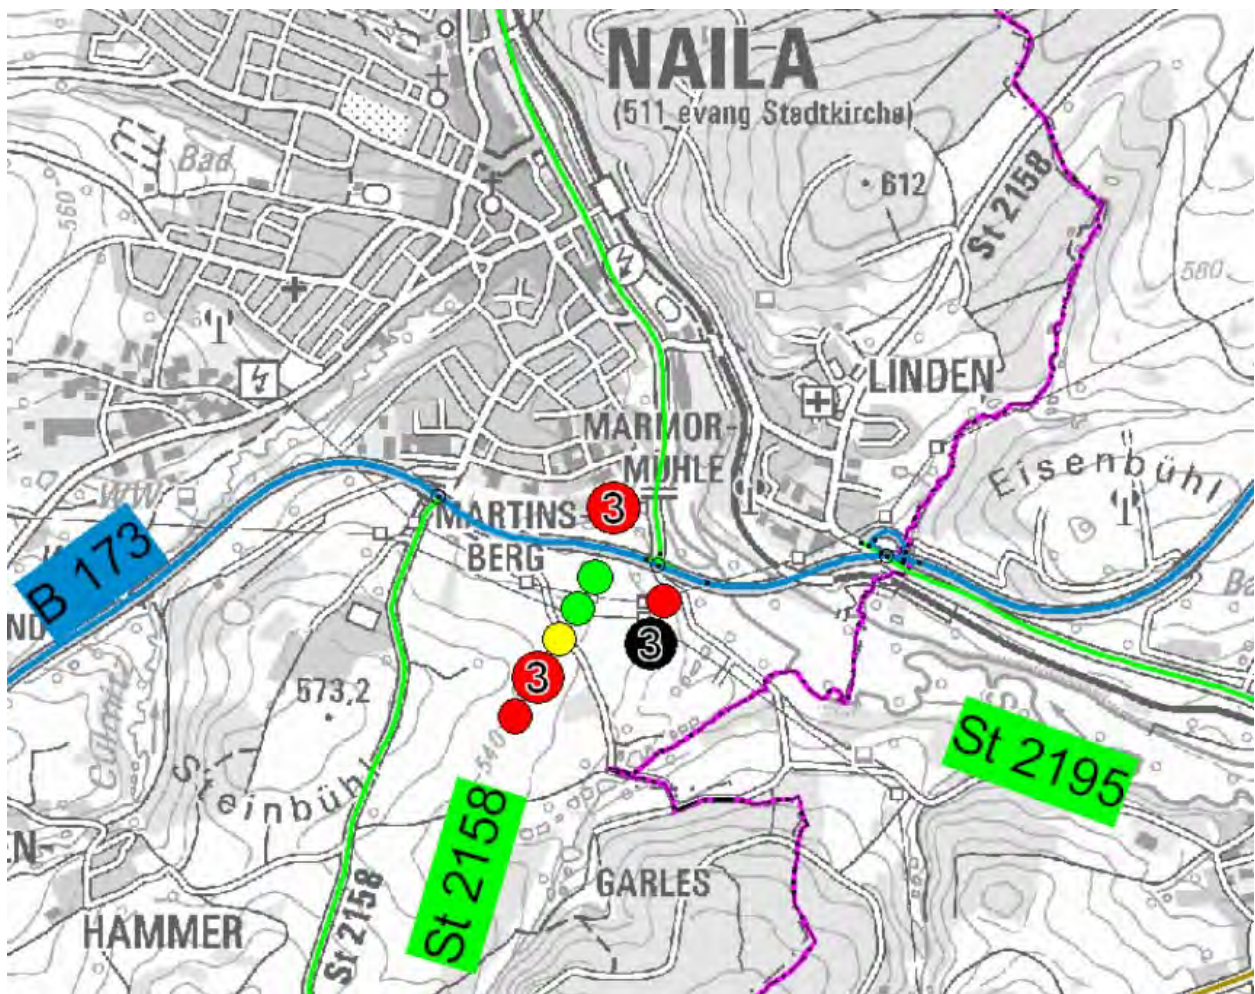 NAILA
(511 evang Stadtkirche)
Bad
612
St 2158
560
580
LINDEN
MARMOR-
MÜHLE
Eisenbühl
WW
3
MARTINS-
BERG
B 173
3
3
573,2
540
Steinbühl
St 2195
St 2158
GARLES
St 2158
HAMMER